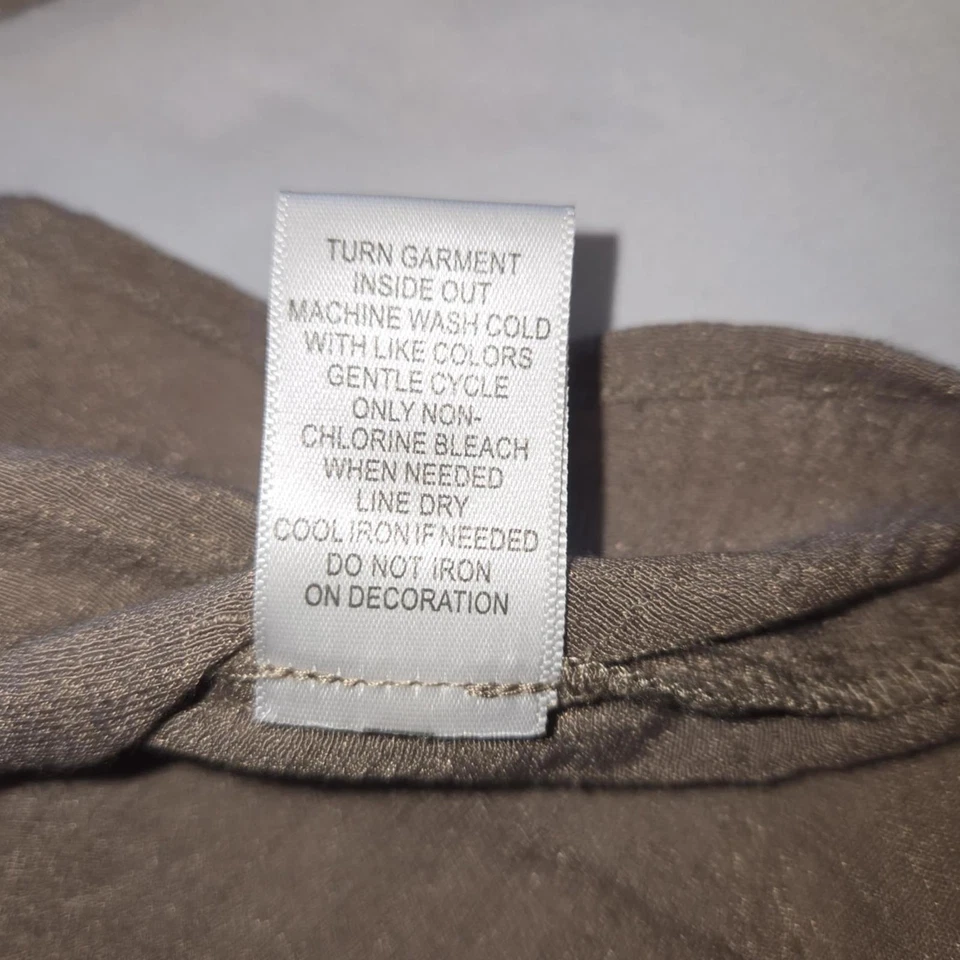 TURN GARMENT
INSIDE OUT
MACHINE WASH COLD
WITH LIKE COLORS
GENTLE CYCLE
ONLY NON-
CHLORINE BLEACH
WHEN NEEDED
LINE DRY
COOL IRON IF NEEDED
DO NOT IRON
ON DECORATION